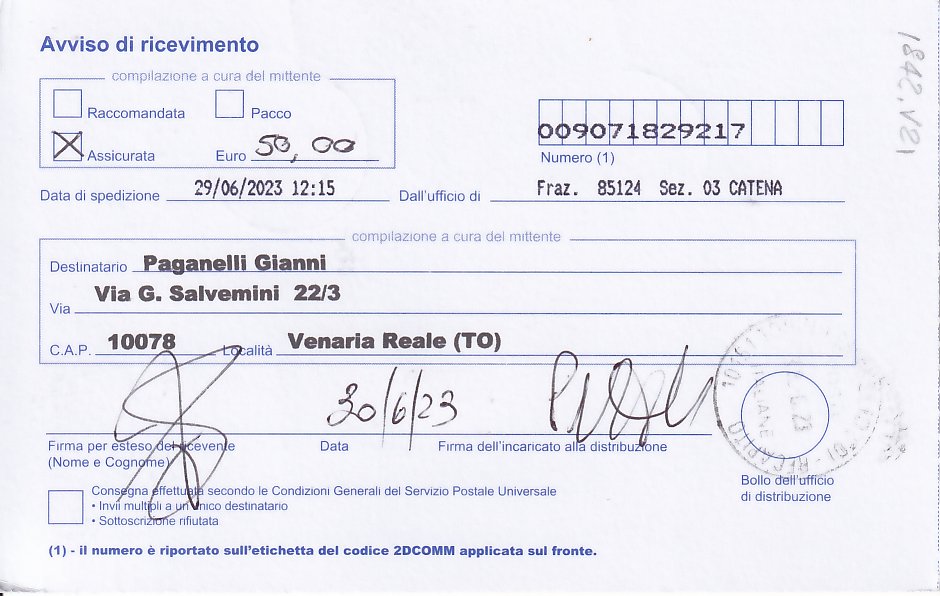 Avviso di ricevimento
compilazione a cura del mittente
Raccomandata Pacco
Assicurata Euro 50,00
009071829217
Numero (1)
1842.V21
Data di spedizione 29/06/2023 12:15 Dall'ufficio di Fraz. 85124 Sez. 03 CATENA
compilazione a cura del mittente
Destinatario Paganelli Gianni
Via Via G. Salvemini 22/3
C.A.P. 10078 Località Venaria Reale (TO)
30/6/23
Firma per esteso del ricevente Data Firma dell'incaricato alla distribuzione
(Nome e Cognome)
RECAPITO
Bollo dell'ufficio
di distribuzione
Consegna effettuata secondo le Condizioni Generali del Servizio Postale Universale
• Invii multipli a un unico destinatario
• Sottoscrizione rifiutata
(1) - il numero è riportato sull'etichetta del codice 2DCOMM applicata sul fronte.